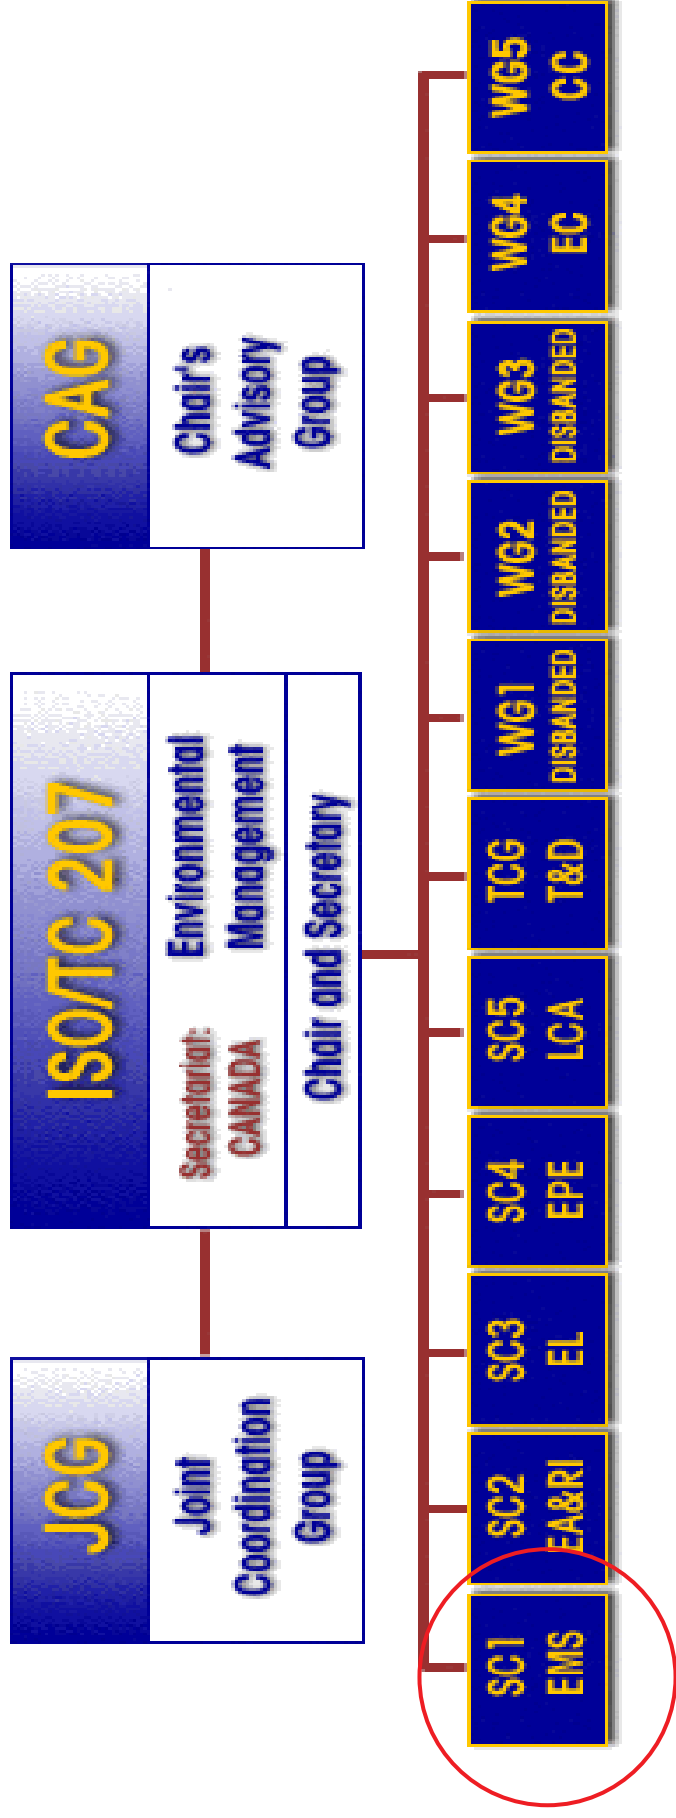 JCG
Joint
Coordination
Group
ISO/TC 207
Secretariat:
CANADA
Environmental
Management
Chair and Secretary
CAG
Chair's
Advisory
Group
SC1
EMS
SC2
EA&RI
SC3
EL
SC4
EPE
SC5
LCA
TCG
T&D
WG1
DISBANDED
WG2
DISBANDED
WG3
DISBANDED
WG4
EC
WG5
CC